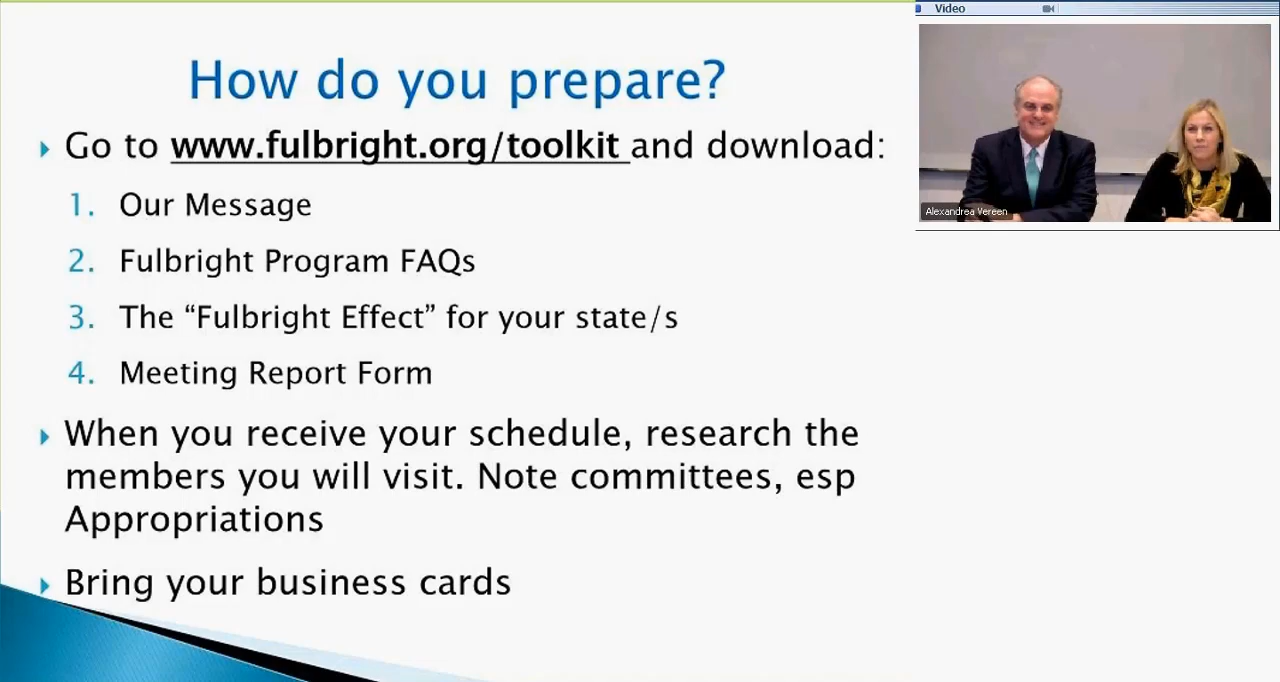 How do you prepare?
Go to www.fulbright.org/toolkit and download:
1. Our Message
2. Fulbright Program FAQs
3. The “Fulbright Effect” for your state/s
4. Meeting Report Form
When you receive your schedule, research the
members you will visit. Note committees, esp
Appropriations
Bring your business cards
Video
Alexandrea Vereen